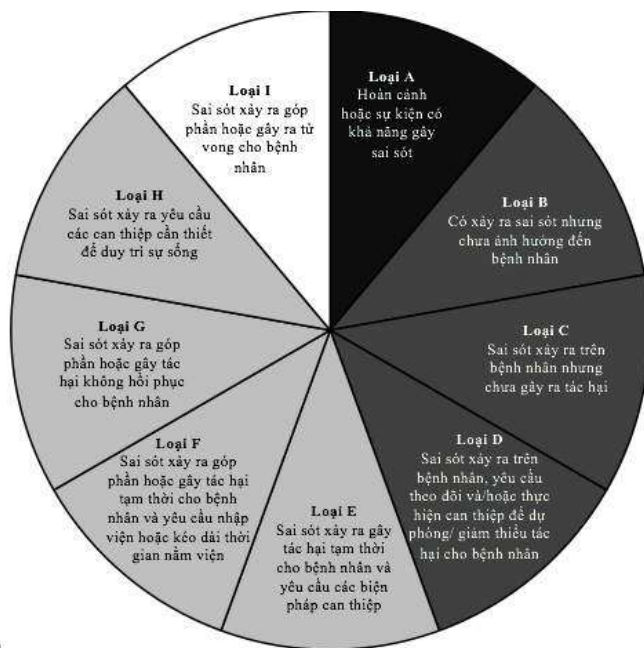 Loại A
Hoàn cảnh
hoặc sự kiện có
khả năng gây
sai sót
Loại B
Có xảy ra sai sót nhưng
chưa ảnh hưởng đến
bệnh nhân
Loại C
Sai sót xảy ra trên
bệnh nhân nhưng
chưa gây ra tác hại
Loại D
Sai sót xảy ra trên
bệnh nhân, yêu cầu
theo dõi và/hoặc thực
hiện can thiệp để dự
phòng/ giảm thiểu tác
hại cho bệnh nhân
Loại E
Sai sót xảy ra gây
tác hại tạm thời
cho bệnh nhân và
yêu cầu các biện
pháp can thiệp
Loại F
Sai sót xảy ra góp
phần hoặc gây tác hại
tạm thời cho bệnh
nhân và yêu cầu nhập
viện hoặc kéo dài thời
gian nằm viện
Loại G
Sai sót xảy ra góp
phần hoặc gây tác
hại không hồi phục
cho bệnh nhân
Loại H
Sai sót xảy ra yêu cầu
các can thiệp cần thiết
để duy trì sự sống
Loại I
Sai sót xảy ra góp
phần hoặc gây ra tử
vong cho bệnh
nhân